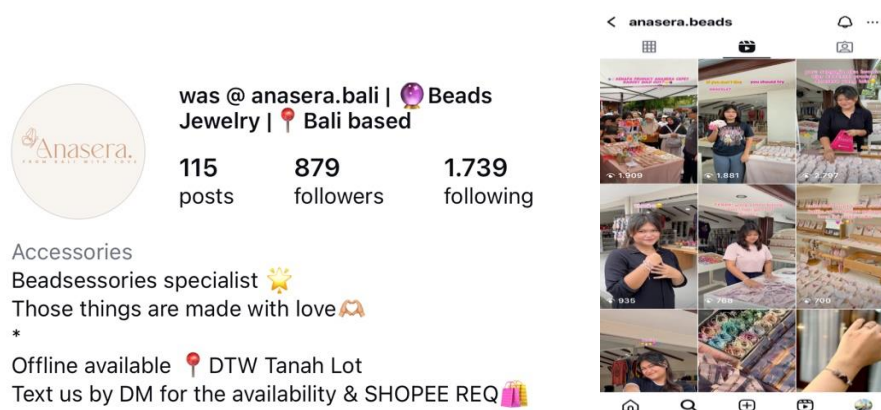 was @ anasera.bali | 🔮 Beads
Jewelry | 📍 Bali based
Anasera.
FROM BALI WITH LOVE
115
879
1.739
posts
followers
following
Accessories
Beadsessories specialist 🌟
Those things are made with love🫶🏼
*
Offline available 📍 DTW Tanah Lot
Text us by DM for the availability & SHOPEE REQ🛍️
anasera.beads
1.909
1.881
2.797
935
768
700